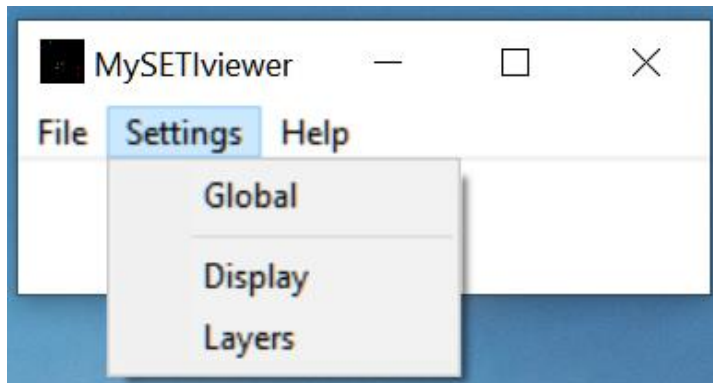 MySETIviewer
File Settings Help
Global
Display
Layers